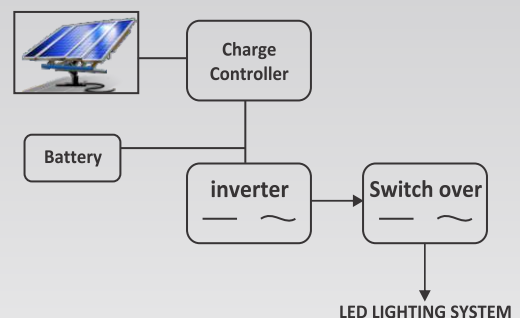 Charge
Controller
Battery
inverter
Switch over
LED LIGHTING SYSTEM